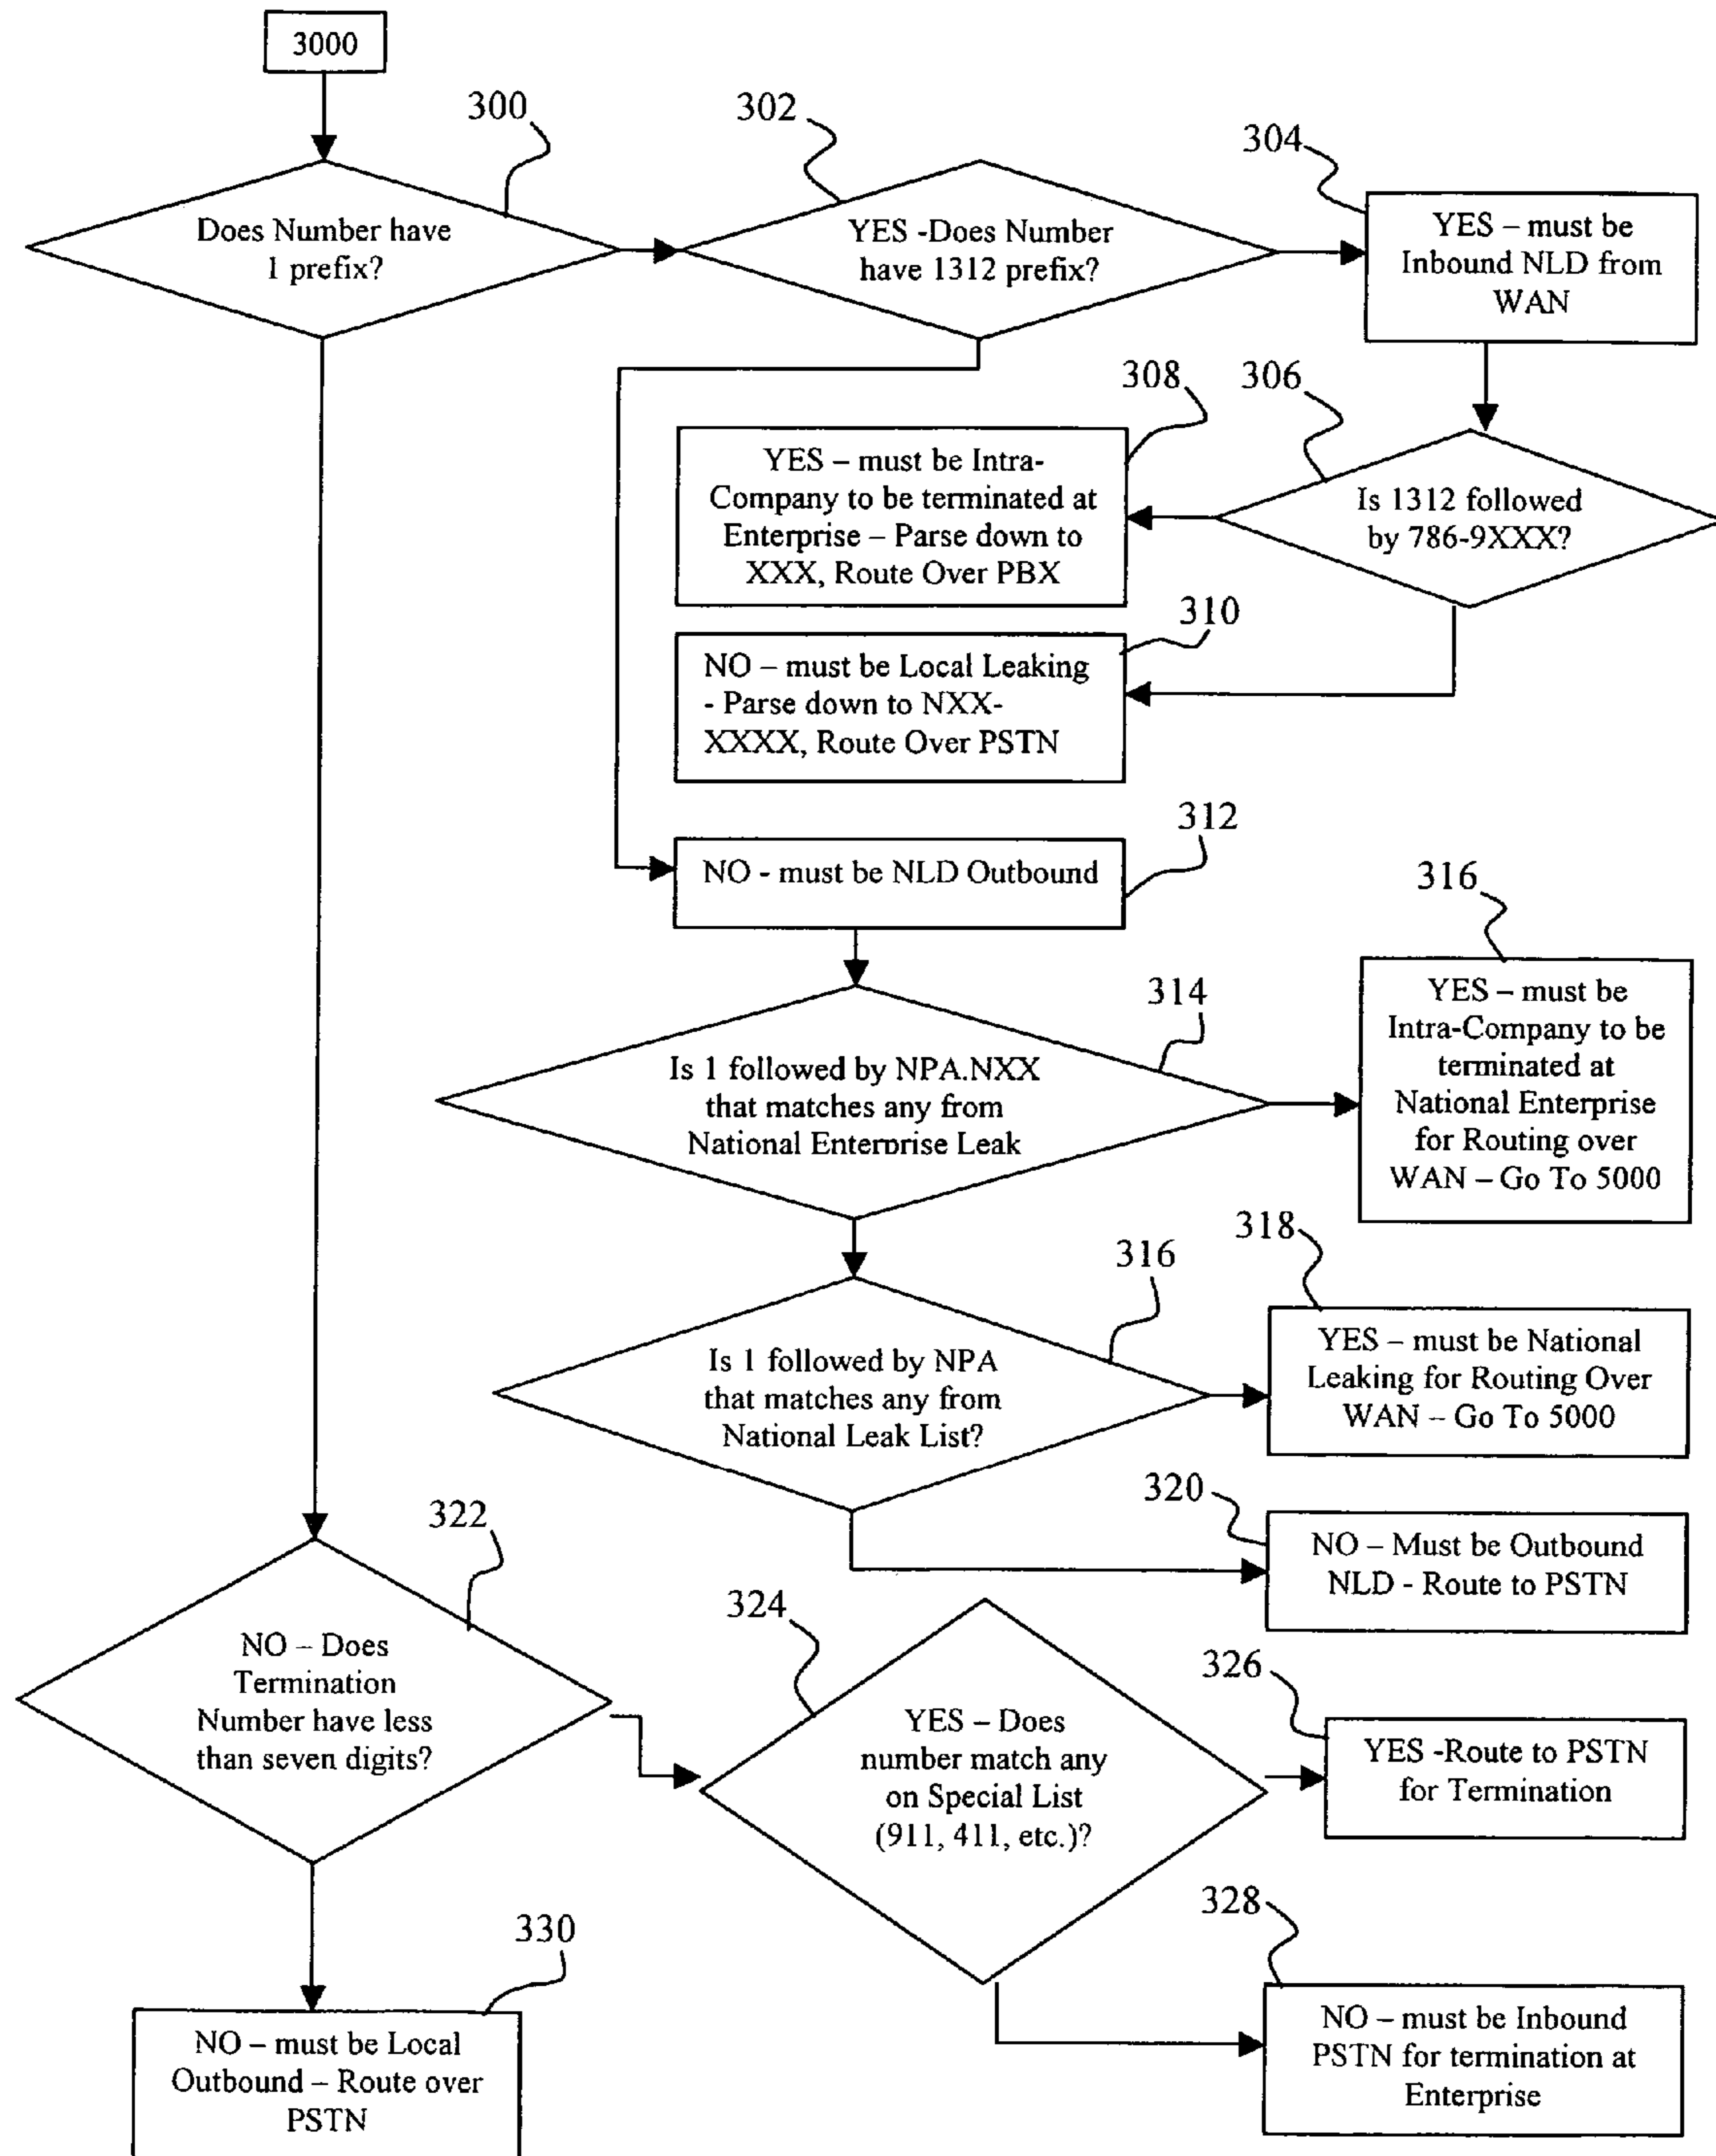 3000
300
302
304
Does Number have
1 prefix?
YES -Does Number
have 1312 prefix?
YES – must be
Inbound NLD from
WAN
308
306
YES – must be Intra-
Company to be terminated at
Enterprise – Parse down to
XXX, Route Over PBX
Is 1312 followed
by 786-9XXX?
310
NO – must be Local Leaking
- Parse down to NXX-
XXXX, Route Over PSTN
312
NO - must be NLD Outbound
316
314
Is 1 followed by NPA.NXX
that matches any from
National Enterprise Leak
YES – must be
Intra-Company to be
terminated at
National Enterprise
for Routing over
WAN – Go To 5000
318
316
Is 1 followed by NPA
that matches any from
National Leak List?
YES – must be National
Leaking for Routing Over
WAN – Go To 5000
320
NO – Must be Outbound
NLD - Route to PSTN
322
NO – Does
Termination
Number have less
than seven digits?
324
YES – Does
number match any
on Special List
(911, 411, etc.)?
326
YES -Route to PSTN
for Termination
328
NO – must be Inbound
PSTN for termination at
Enterprise
330
NO – must be Local
Outbound – Route over
PSTN